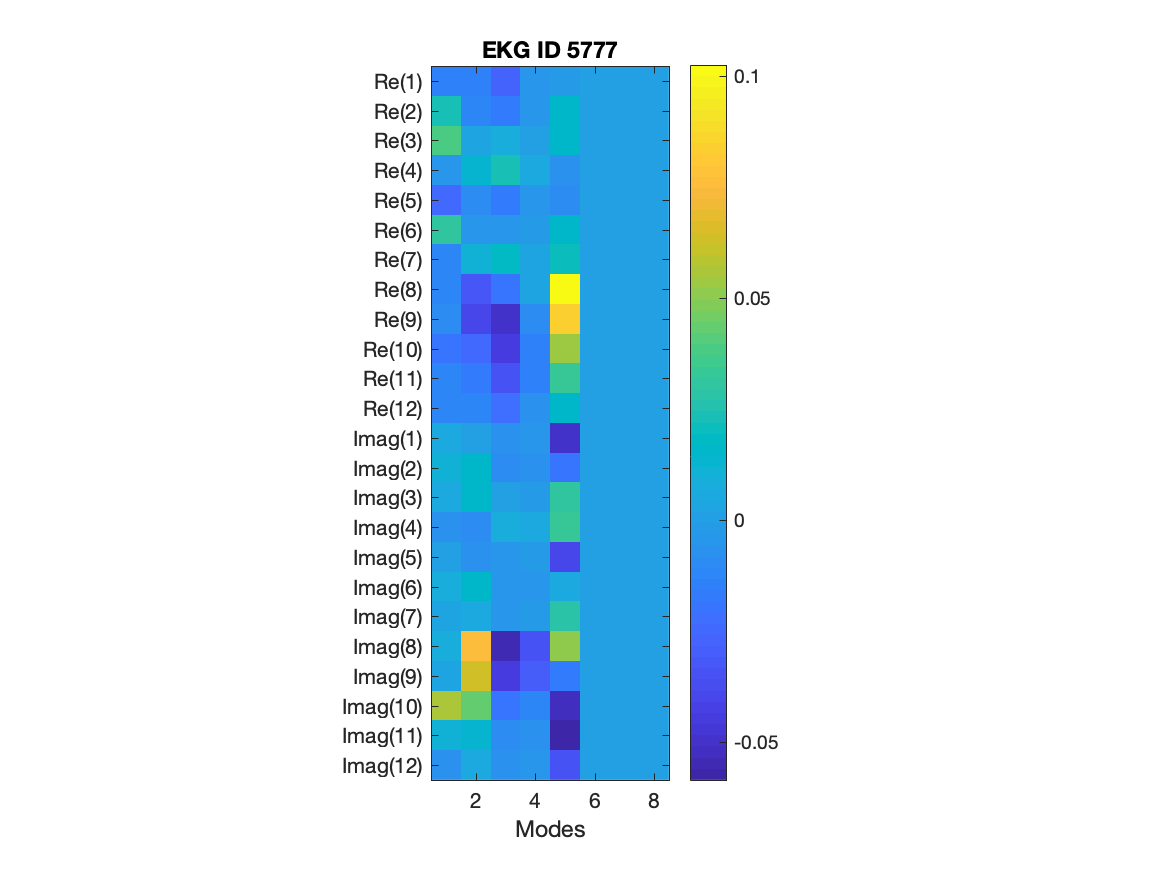 EKG ID 5777
Re(1)
Re(2)
Re(3)
Re(4)
Re(5)
Re(6)
Re(7)
Re(8)
Re(9)
Re(10)
Re(11)
Re(12)
Imag(1)
Imag(2)
Imag(3)
Imag(4)
Imag(5)
Imag(6)
Imag(7)
Imag(8)
Imag(9)
Imag(10)
Imag(11)
Imag(12)
2 4 6 8
Modes
0.1
0.05
0
-0.05